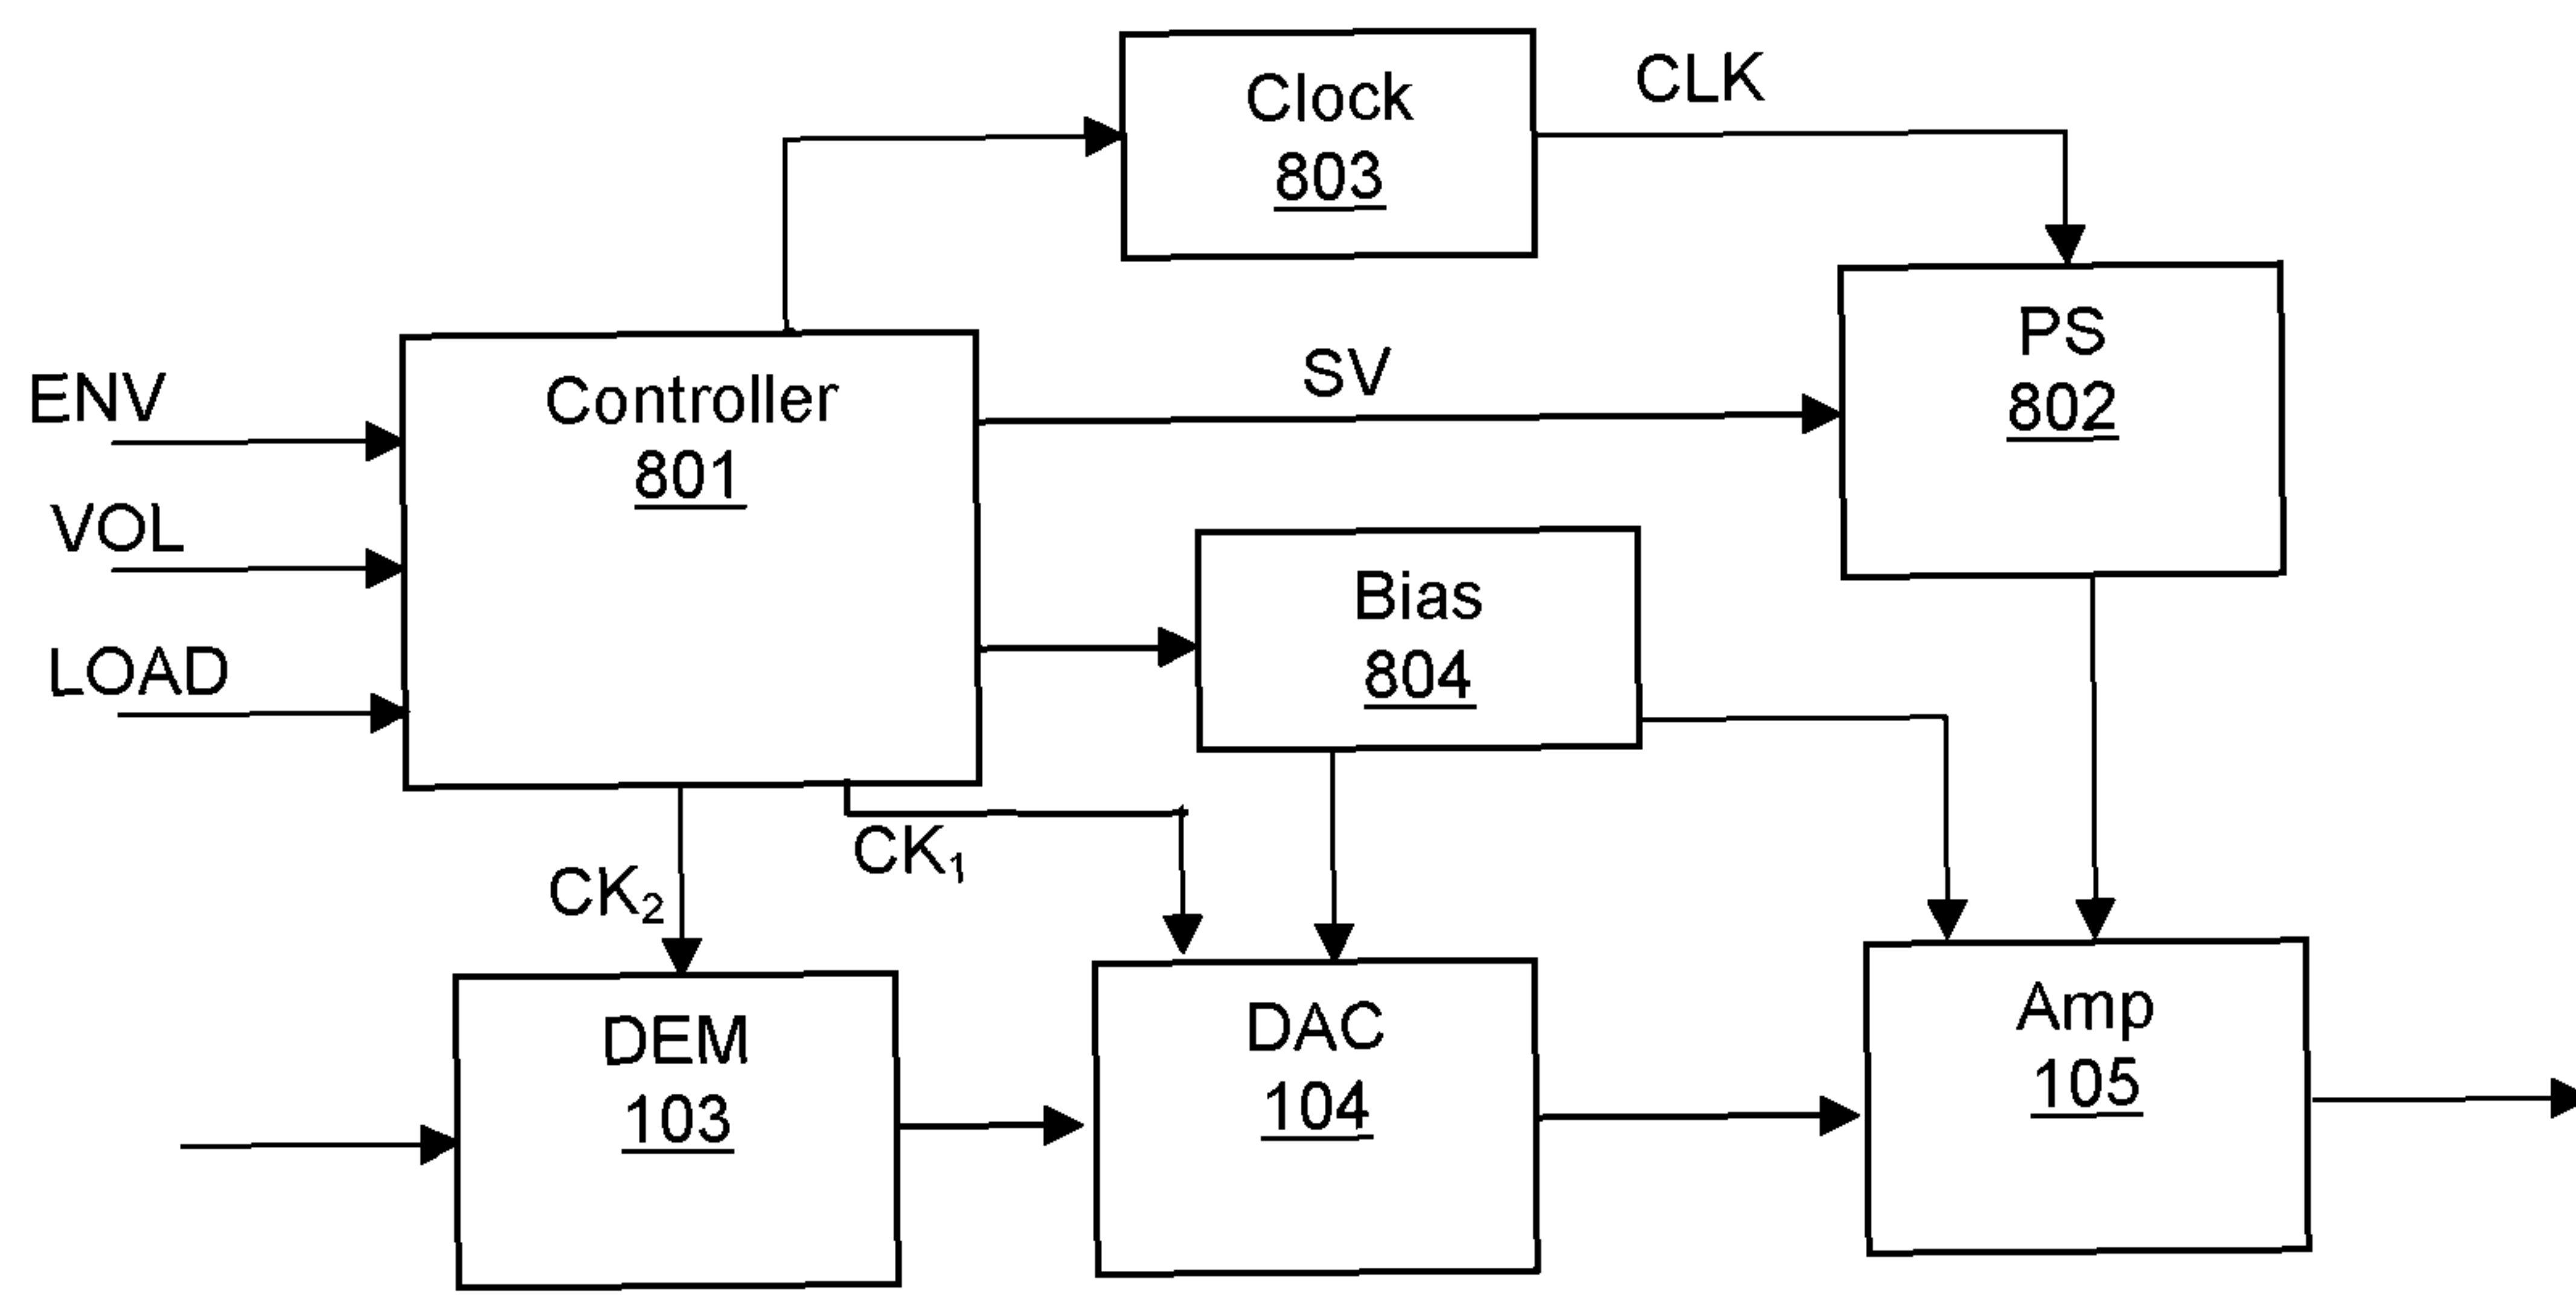 Clock
803
CLK
PS
802
ENV
VOL
LOAD
Controller
801
SV
Bias
804
CK₂
CK₁
DEM
103
DAC
104
Amp
105